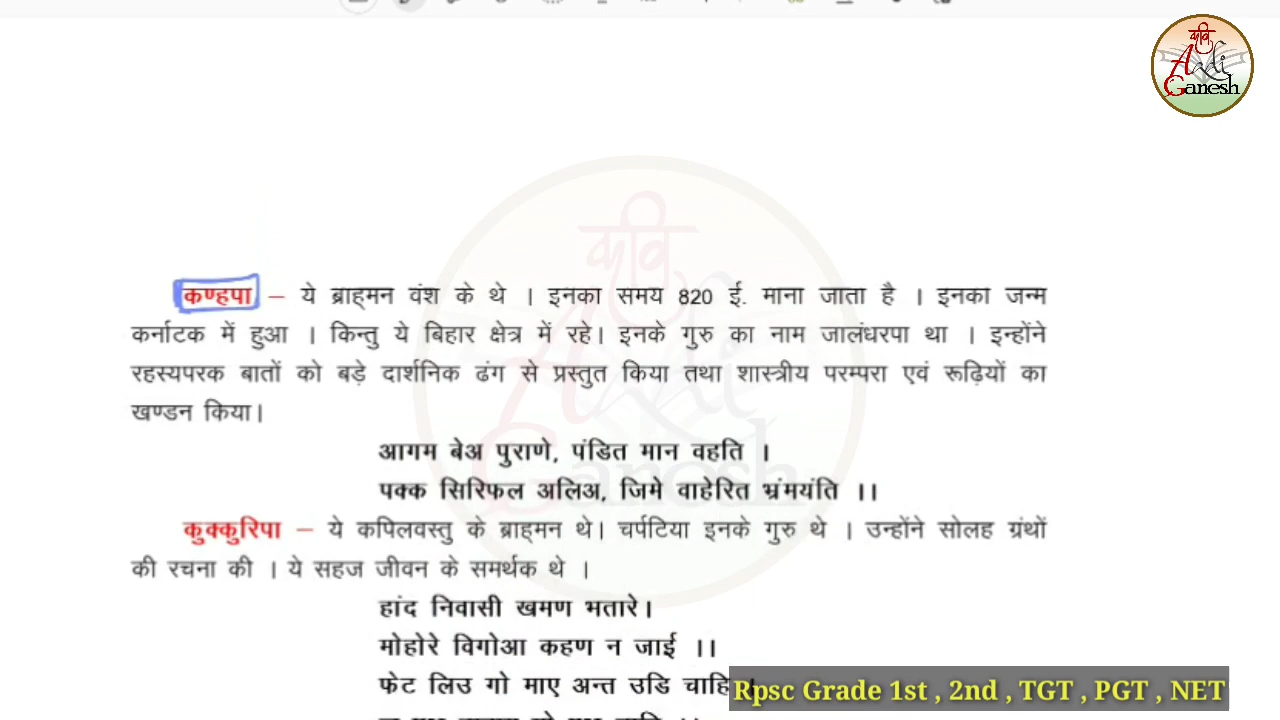 कवि
Aadi
Ganesh
कण्हपा – ये ब्राह्मन वंश के थे । इनका समय 820 ई. माना जाता है । इनका जन्म
कर्नाटक में हुआ । किन्तु ये बिहार क्षेत्र में रहे। इनके गुरु का नाम जालंधरपा था । इन्होंने
रहस्यपरक बातों को बड़े दार्शनिक ढंग से प्रस्तुत किया तथा शास्त्रीय परम्परा एवं रूढ़ियों का
खण्डन किया।
आगम बेअ पुराणे, पंडित मान वहति ।
पक्क सिरिफल अलिअ, जिमे वाहेरित भ्रंमयंति ।।
कुक्कुरिपा – ये कपिलवस्तु के ब्राह्मन थे। चर्पटिया इनके गुरु थे । उन्होंने सोलह ग्रंथों
की रचना की । ये सहज जीवन के समर्थक थे ।
हांद निवासी खमण भतारे।
मोहोरे विगोआ कहण न जाई ।।
फेट लिउ गो माए अन्त उडि चाहि
Rpsc Grade 1st , 2nd , TGT , PGT , NET